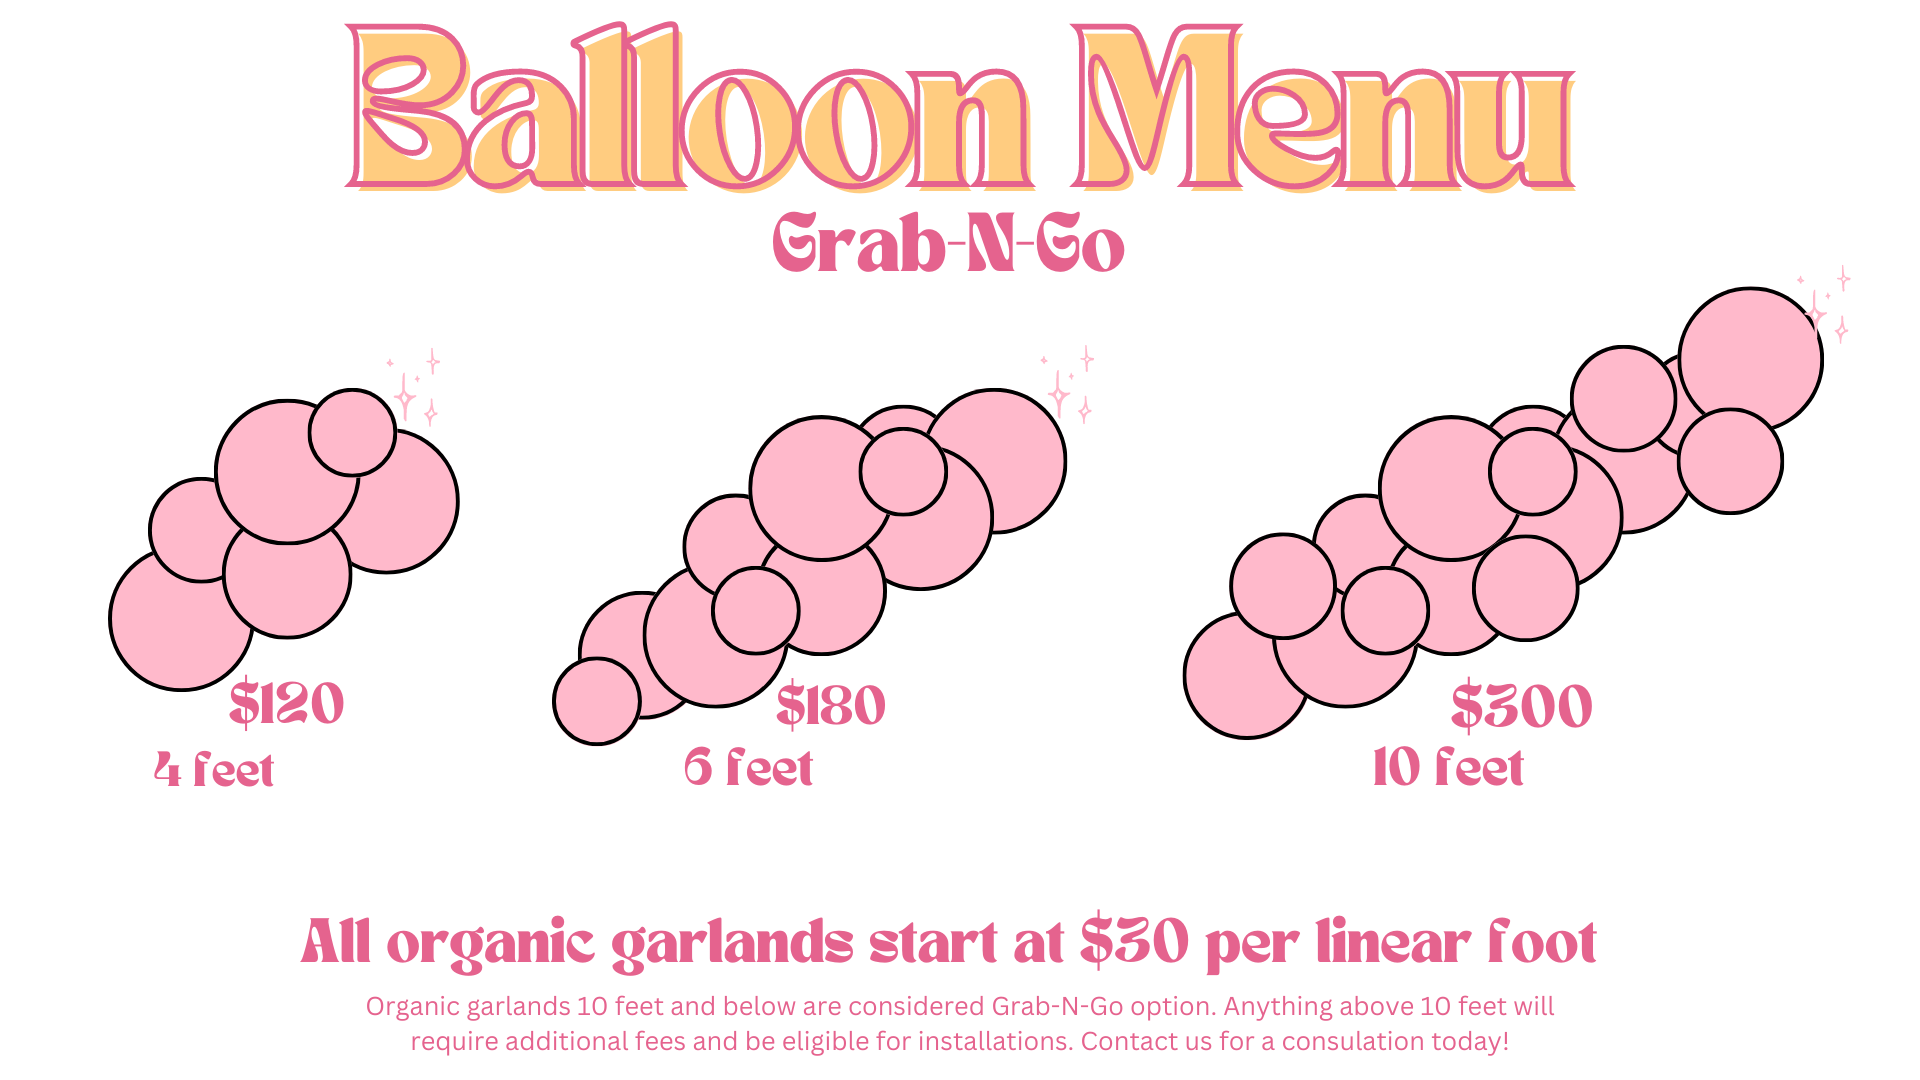 Balloon Menu
Grab-N-Go
$120
4 feet
$180
6 feet
$300
10 feet
All organic garlands start at $30 per linear foot
Organic garlands 10 feet and below are considered Grab-N-Go option. Anything above 10 feet will
require additional fees and be eligible for installations. Contact us for a consulation today!